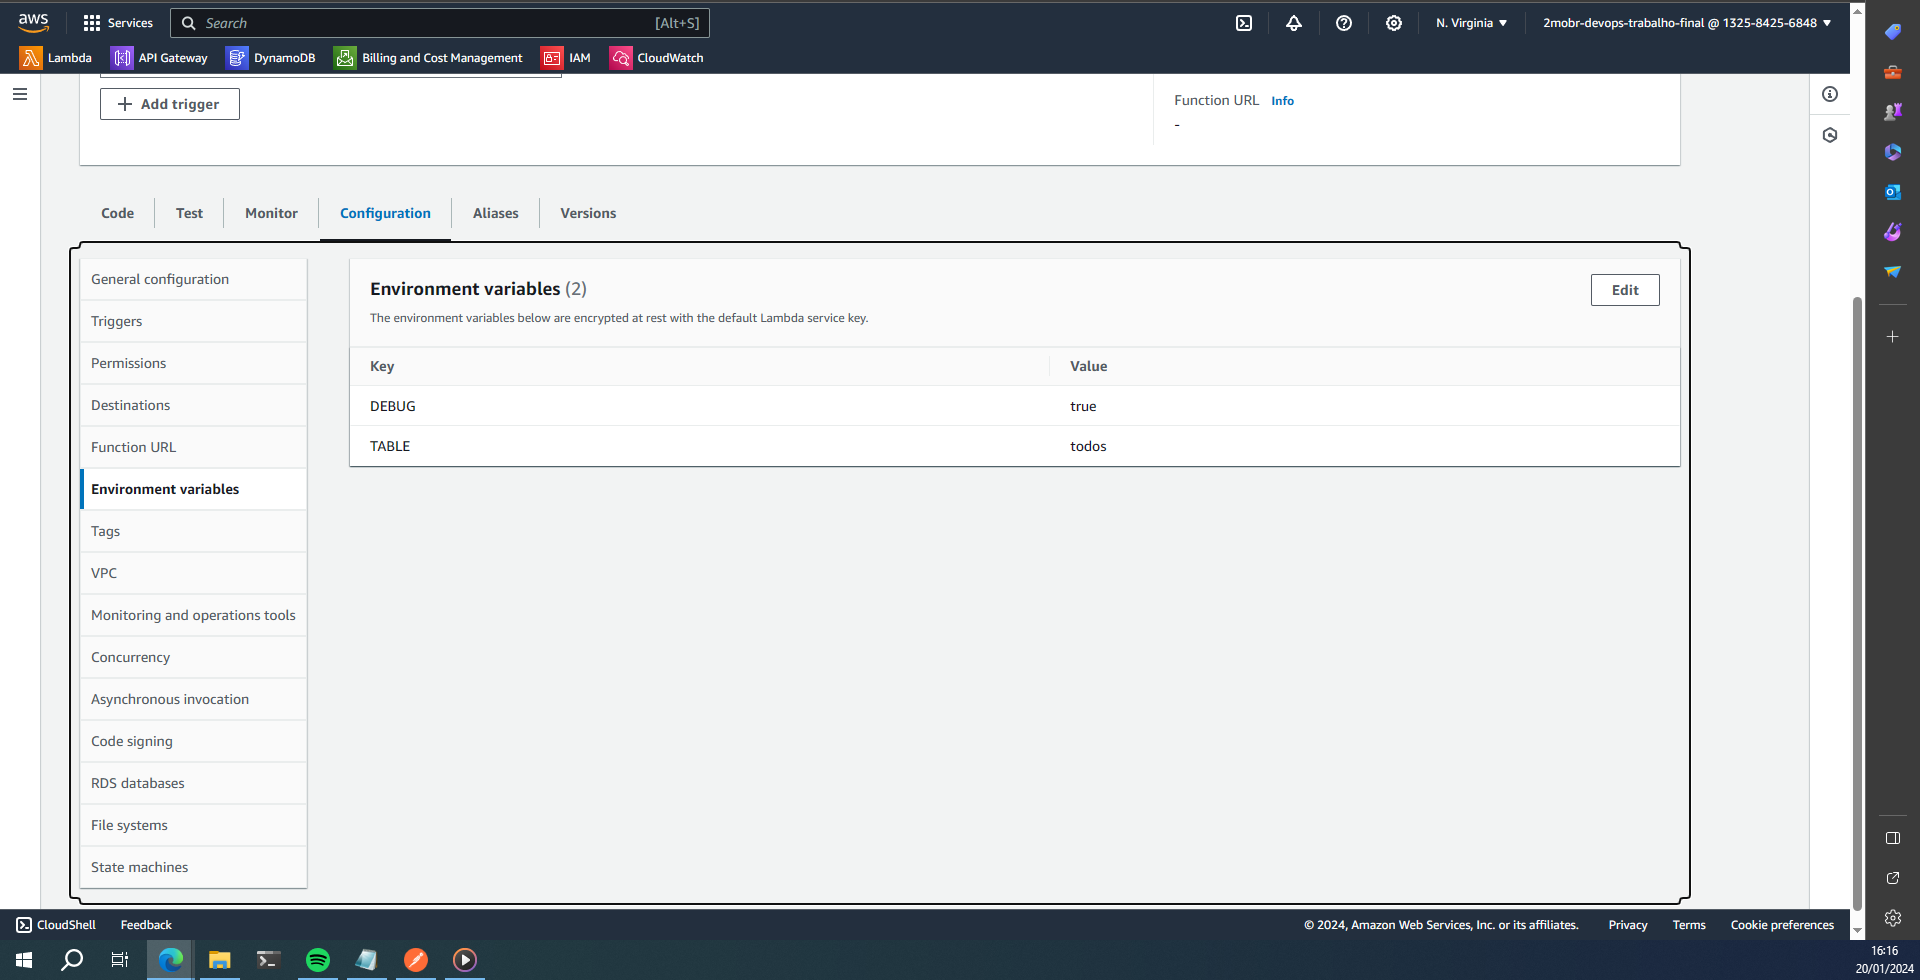 aws
Services
Search
[Alt+S]
N. Virginia
2mobr-devops-trabalho-final @ 1325-8425-6848
Lambda
API Gateway
DynamoDB
Billing and Cost Management
IAM
CloudWatch
Add trigger
Function URL Info
-
Code
Test
Monitor
Configuration
Aliases
Versions
General configuration
Triggers
Permissions
Destinations
Function URL
Environment variables
Tags
VPC
Monitoring and operations tools
Concurrency
Asynchronous invocation
Code signing
RDS databases
File systems
State machines
Environment variables (2)
Edit
The environment variables below are encrypted at rest with the default Lambda service key.
Key Value
DEBUG true
TABLE todos
CloudShell
Feedback
© 2024, Amazon Web Services, Inc. or its affiliates.
Privacy
Terms
Cookie preferences
16:16
20/01/2024